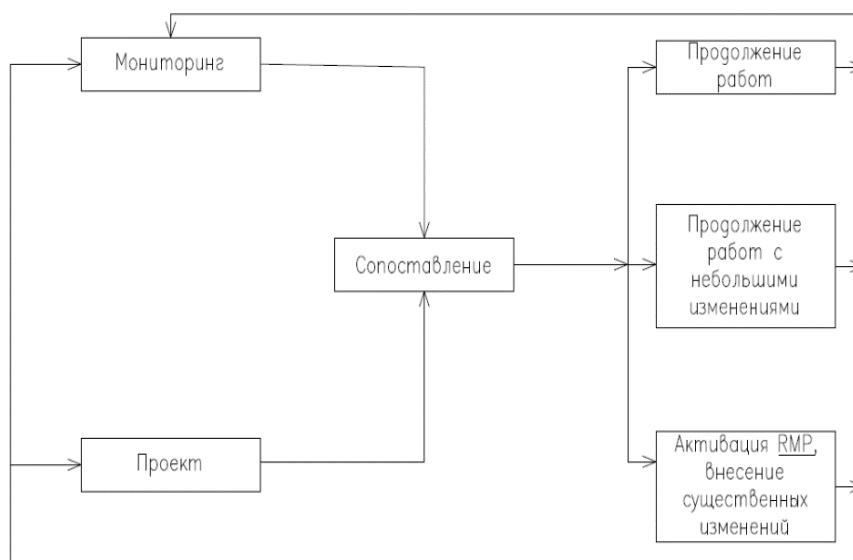 Мониторинг
Продолжение
работ
Сопоставление
Продолжение
работ с
небольшими
изменениями
Проект
Активация RMP,
внесение
существенных
изменений